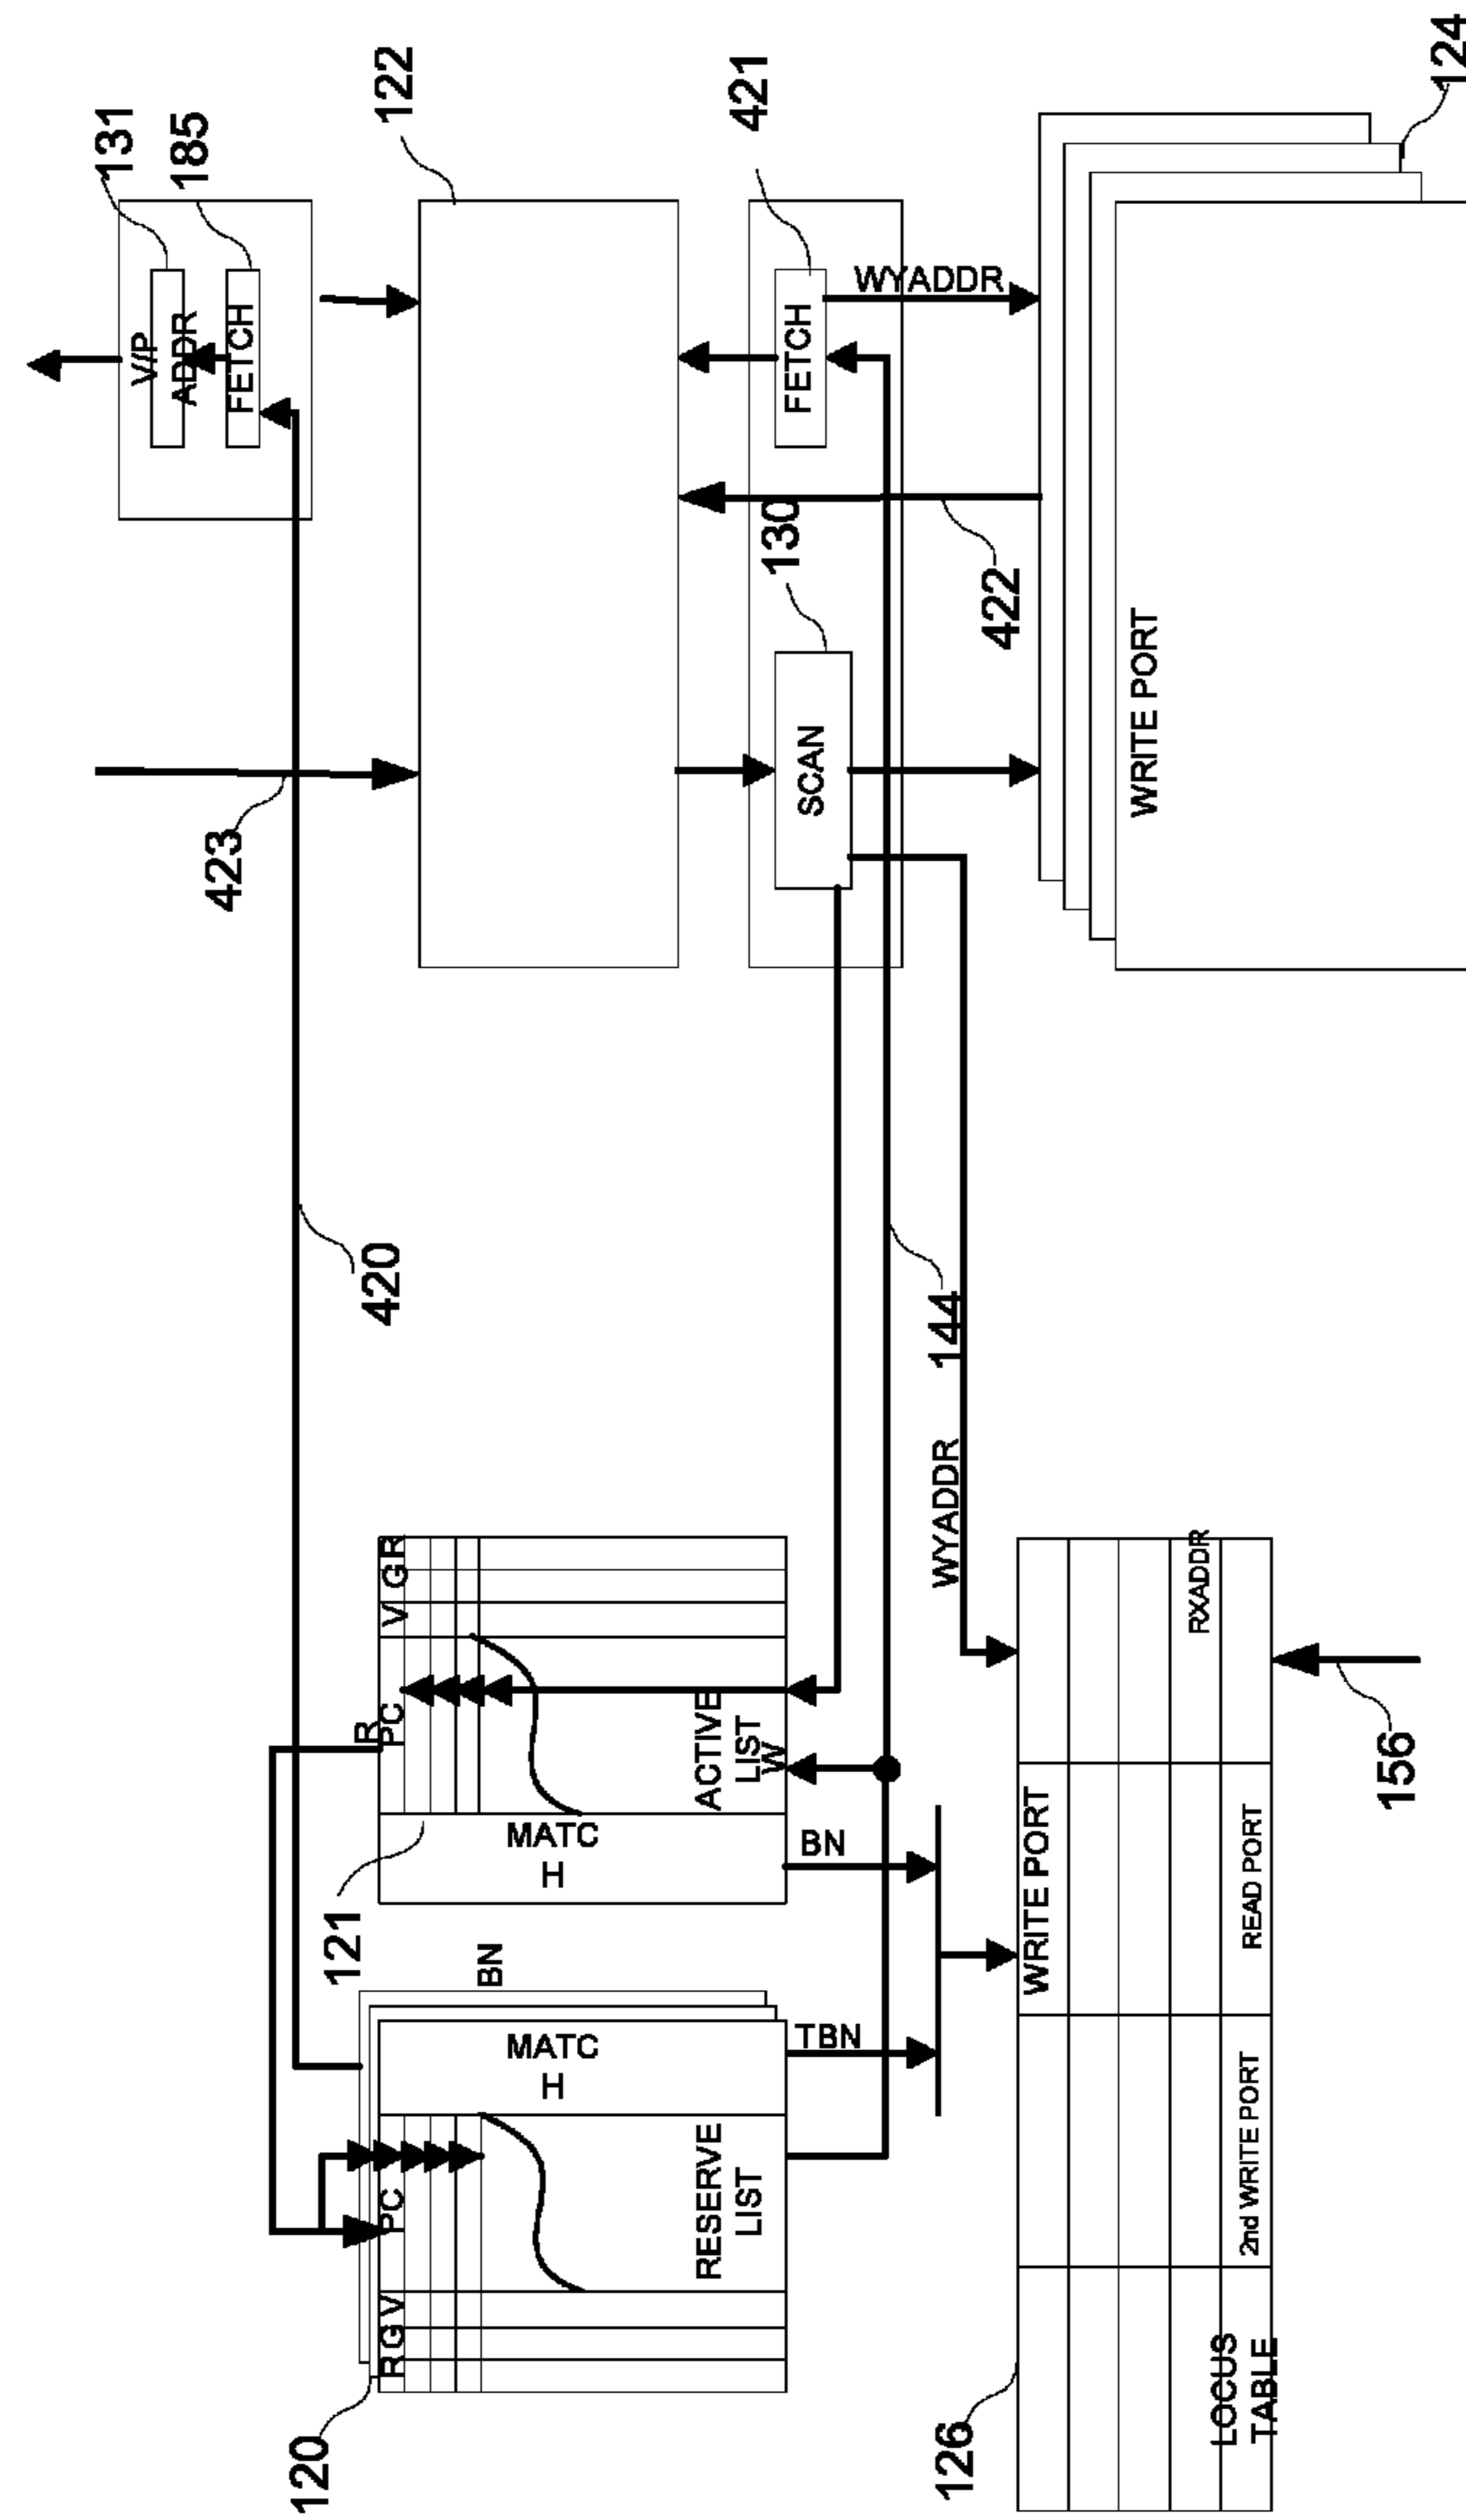 131
V/P
ADDR
185
FETCH
423
120
121
420
122
R
PC
V
GR
R G V
PC
BN
MATC
H
MATC
H
RESERVE
LIST
ACTIVE
LIST
W
421
130
FETCH
SCAN
TBN
BN
WYADDR
144
WYADDR
422
126
WRITE PORT
WRITE PORT
RXADDR
LOCUS
TABLE
2nd WRITE PORT
READ PORT
156
124